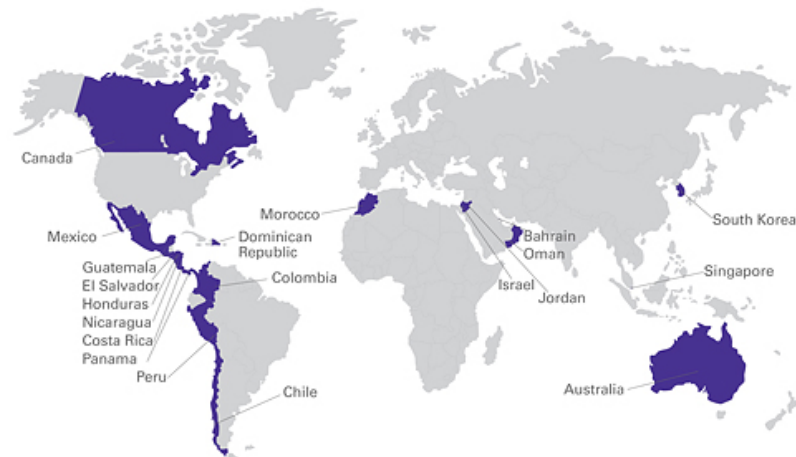 Canada
Mexico
Guatemala
El Salvador
Honduras
Nicaragua
Costa Rica
Panama
Peru
Dominican
Republic
Colombia
Chile
Morocco
Bahrain
Oman
Israel
Jordan
South Korea
Singapore
Australia